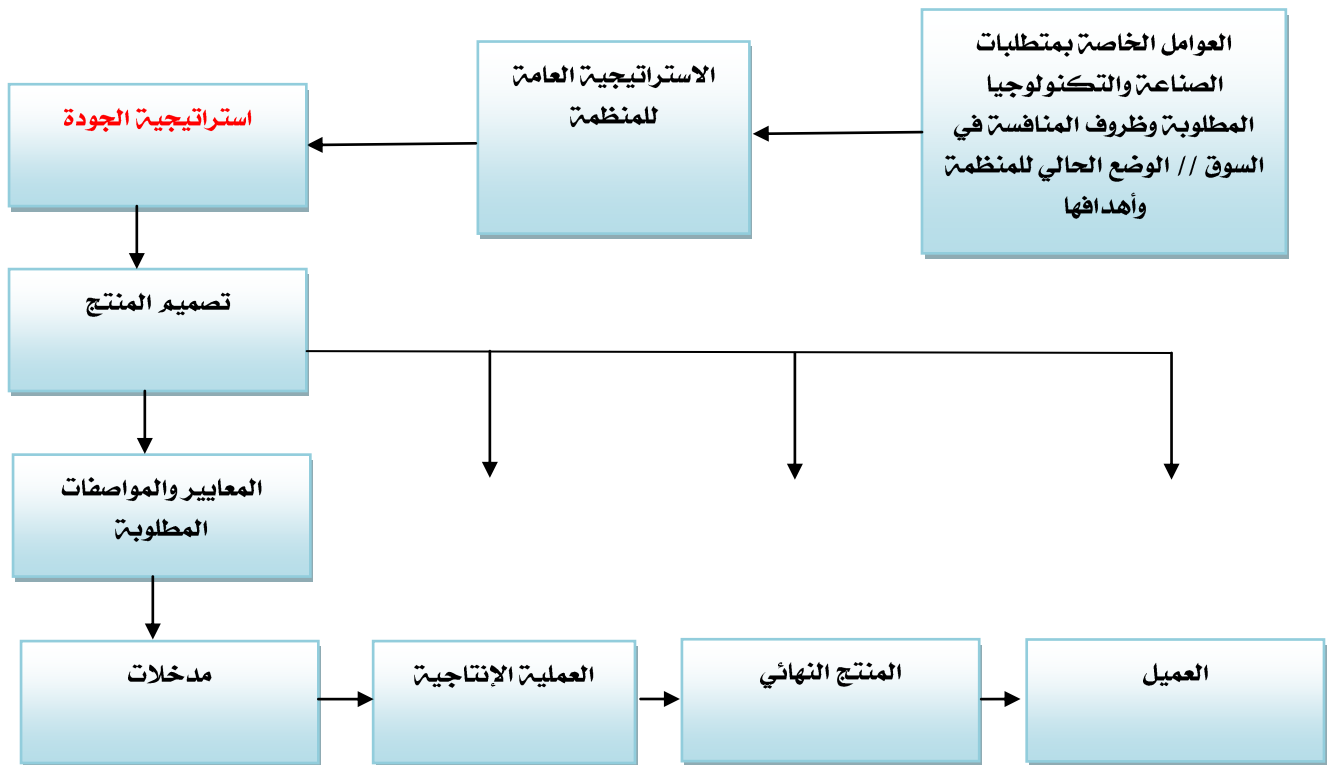 العوامل الخاصة بمتطلبات
الصناعة والتكنولوجيا
المطلوبة وظروف المنافسة في
السوق // الوضع الحالي للمنظمة
وأهدافها
الاستراتيجية العامة
للمنظمة
استراتيجية الجودة
تصميم المنتج
المعايير والمواصفات
المطلوبة
مدخلات
العملية الإنتاجية
المنتج النهائي
العميل